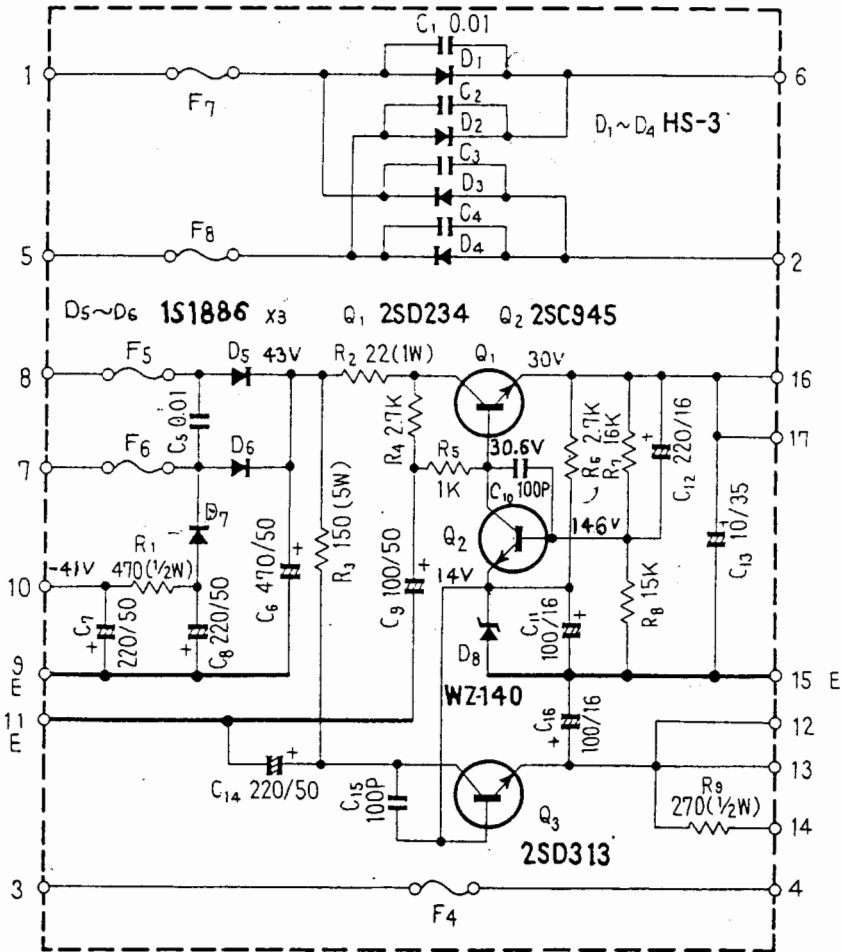 C1 0.01
1
F7
D1
6
C2
D2
D1~D4 HS-3
C3
D3
C4
5
F8
D4
2
D5~D6 1S1886 x3 Q1 2SD234 Q2 2SC945
8
F5
D5
43V
R2 22(1W)
Q1
30V
16
C5 0.01
R4 2.7K
R6 2.7K
R7 16K
C12 220/16
17
7
F6
D6
R5
1K
30.6V
C10 100P
D7
R1
470(1/2W)
-41V
10
C6 470/50
R3 150(5W)
C9 100/50
Q2
146V
14V
C13 10/35
R8 15K
C7
220/50
C8 220/50
D8
C11
100/16
9
E
WZ-140
15 E
11
E
C16
100/16
12
C14 220/50
C15
100P
13
Q3
R9
270(1/2W)
14
2SD313
3
F4
4